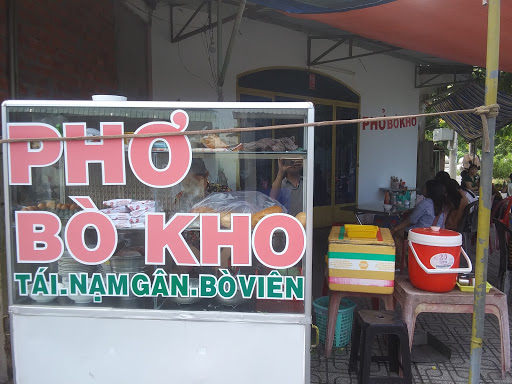 PHỞ
BÒ KHO
TÁI.NẠMGÂN.BÒVIÊN
PHỞ BÒ KHO